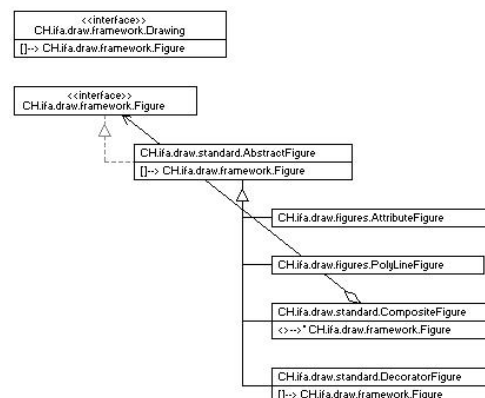 <<interface>>
CH.ifa.draw.framework.Drawing
[]--> CH.ifa.draw.framework.Figure
<<interface>>
CH.ifa.draw.framework.Figure
CH.ifa.draw.standard.AbstractFigure
[]--> CH.ifa.draw.framework.Figure
CH.ifa.draw.figures.AttributeFigure
CH.ifa.draw.figures.PolyLineFigure
CH.ifa.draw.standard.CompositeFigure
<>-->* CH.ifa.draw.framework.Figure
CH.ifa.draw.standard.DecoratorFigure
[]--> CH.ifa.draw.framework.Figure